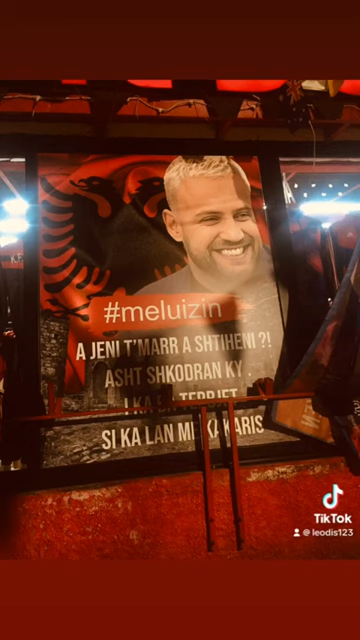 #meluizin
A JENI T'MARR A SHTIHENI ?!
ASHT SHKODRAN KY .
SI KA LAN
TikTok
@leodis123